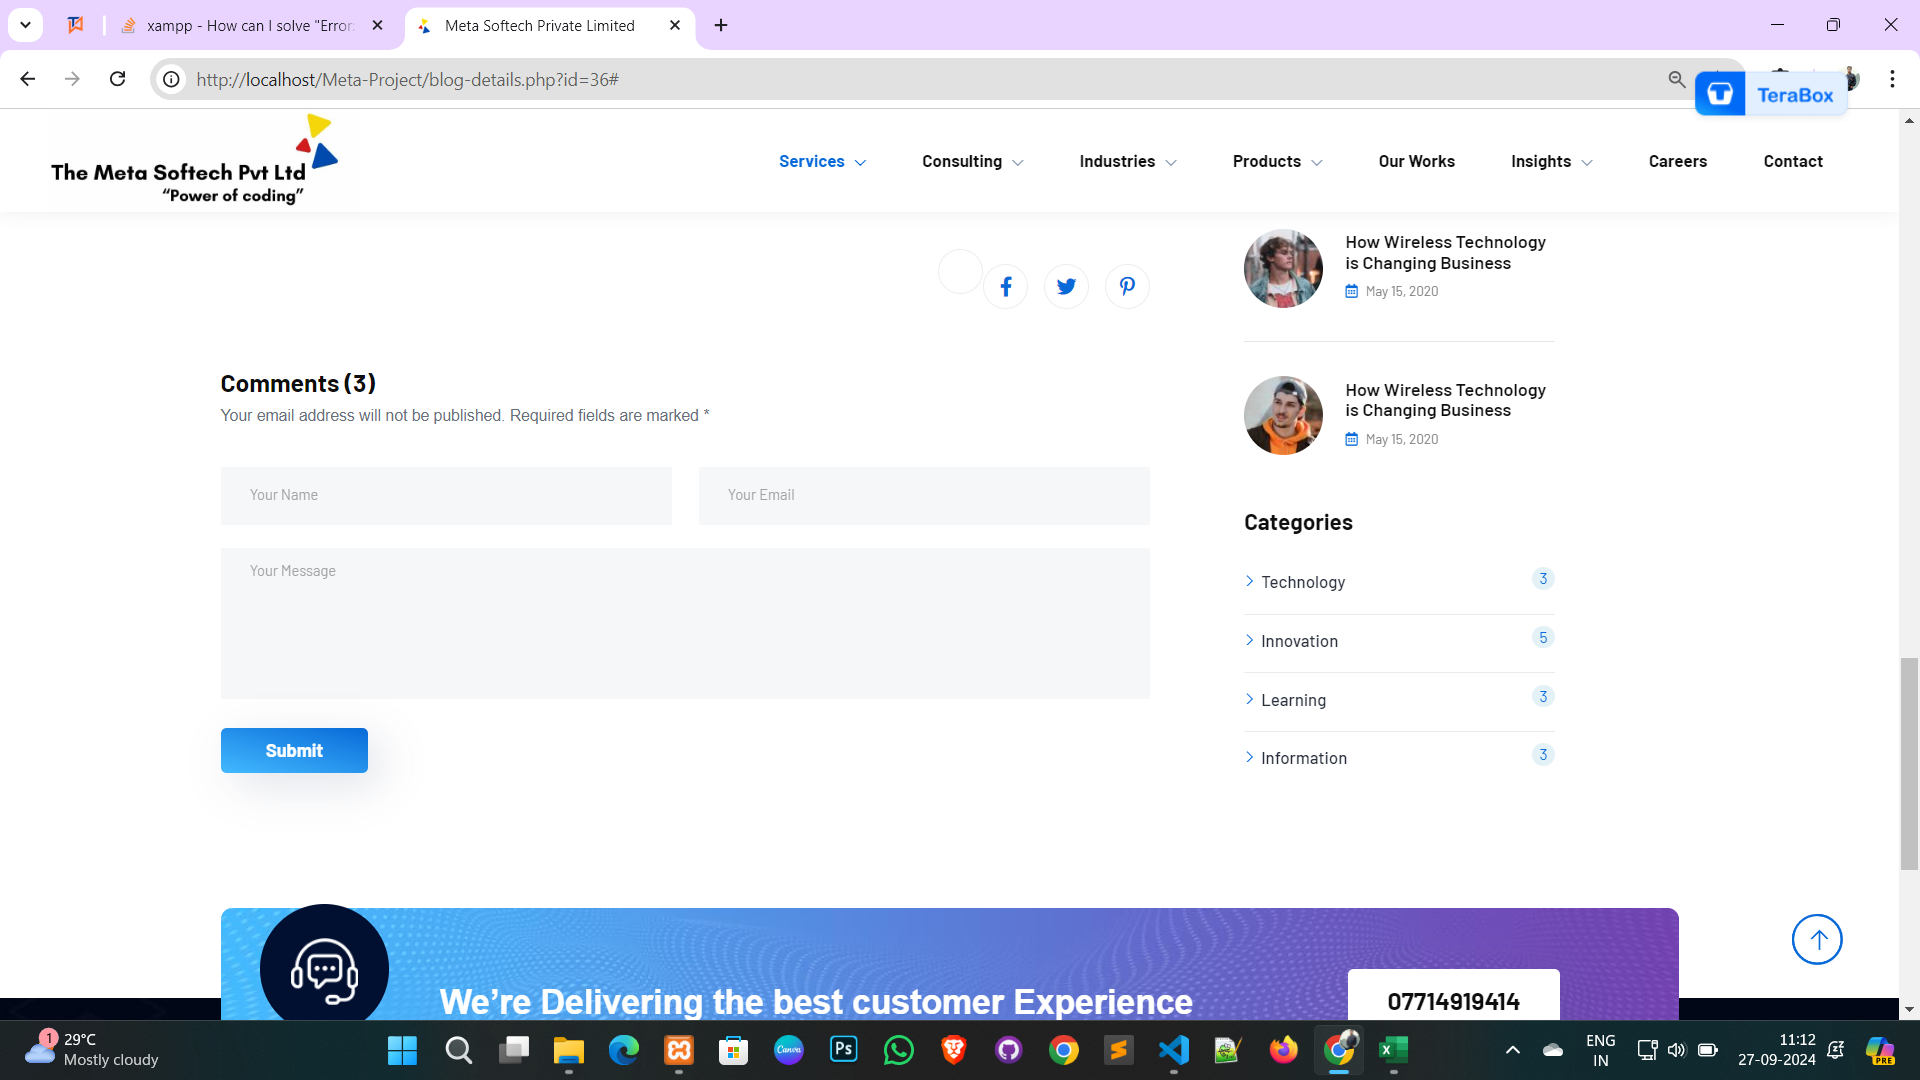 xampp - How can I solve "Error:
Meta Softech Private Limited
http://localhost/Meta-Project/blog-details.php?id=36#
TeraBox
The Meta Softech Pvt Ltd
“Power of coding”
Services
Consulting
Industries
Products
Our Works
Insights
Careers
Contact
How Wireless Technology
is Changing Business
May 15, 2020
Comments (3)
Your email address will not be published. Required fields are marked *
Your Name
Your Email
Your Message
Submit
How Wireless Technology
is Changing Business
May 15, 2020
Categories
Technology 3
Innovation 5
Learning 3
Information 3
We’re Delivering the best customer Experience
07714919414
1
29°C
Mostly cloudy
Canva
Ps
ENG
IN
11:12
27-09-2024
PRE